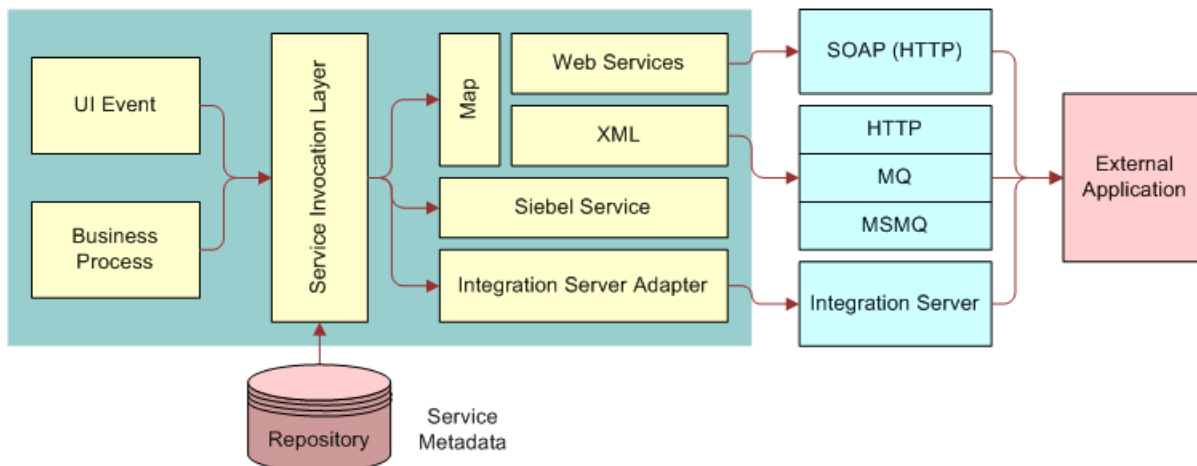 UI Event
Business
Process
Service Invocation Layer
Map
Web Services
XML
Siebel Service
Integration Server Adapter
SOAP (HTTP)
HTTP
MQ
MSMQ
Integration Server
External
Application
Repository
Service
Metadata